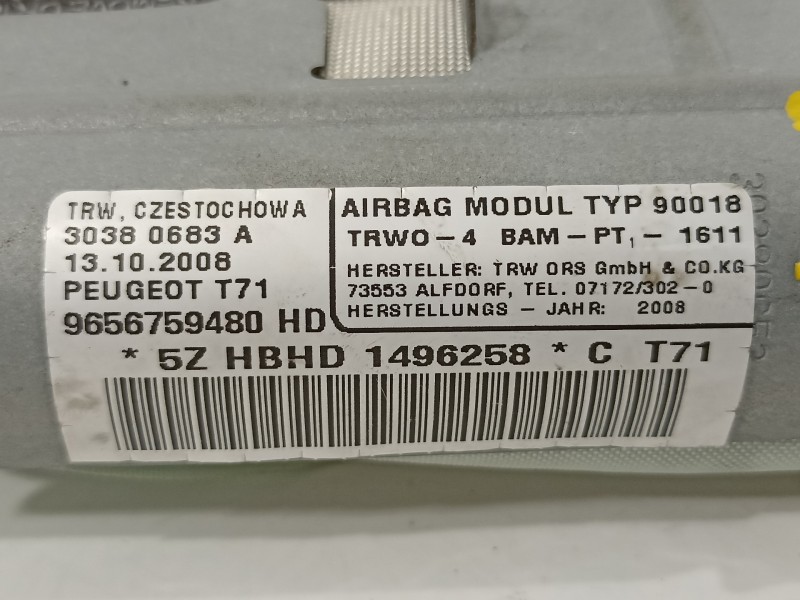 TRW, CZESTOCHOWA
3038 0683 A
13.10.2008
PEUGEOT T71
9656759480 HD
AIRBAG MODUL TYP 90018
TRWO-4 BAM-PT, - 1611
HERSTELLER: TRW ORS GmbH & CO.KG
73553 ALFDORF, TEL. 07172/302-0
HERSTELLUNGS - JAHR: 2008
* 5Z HBHD 1496258 * C T71